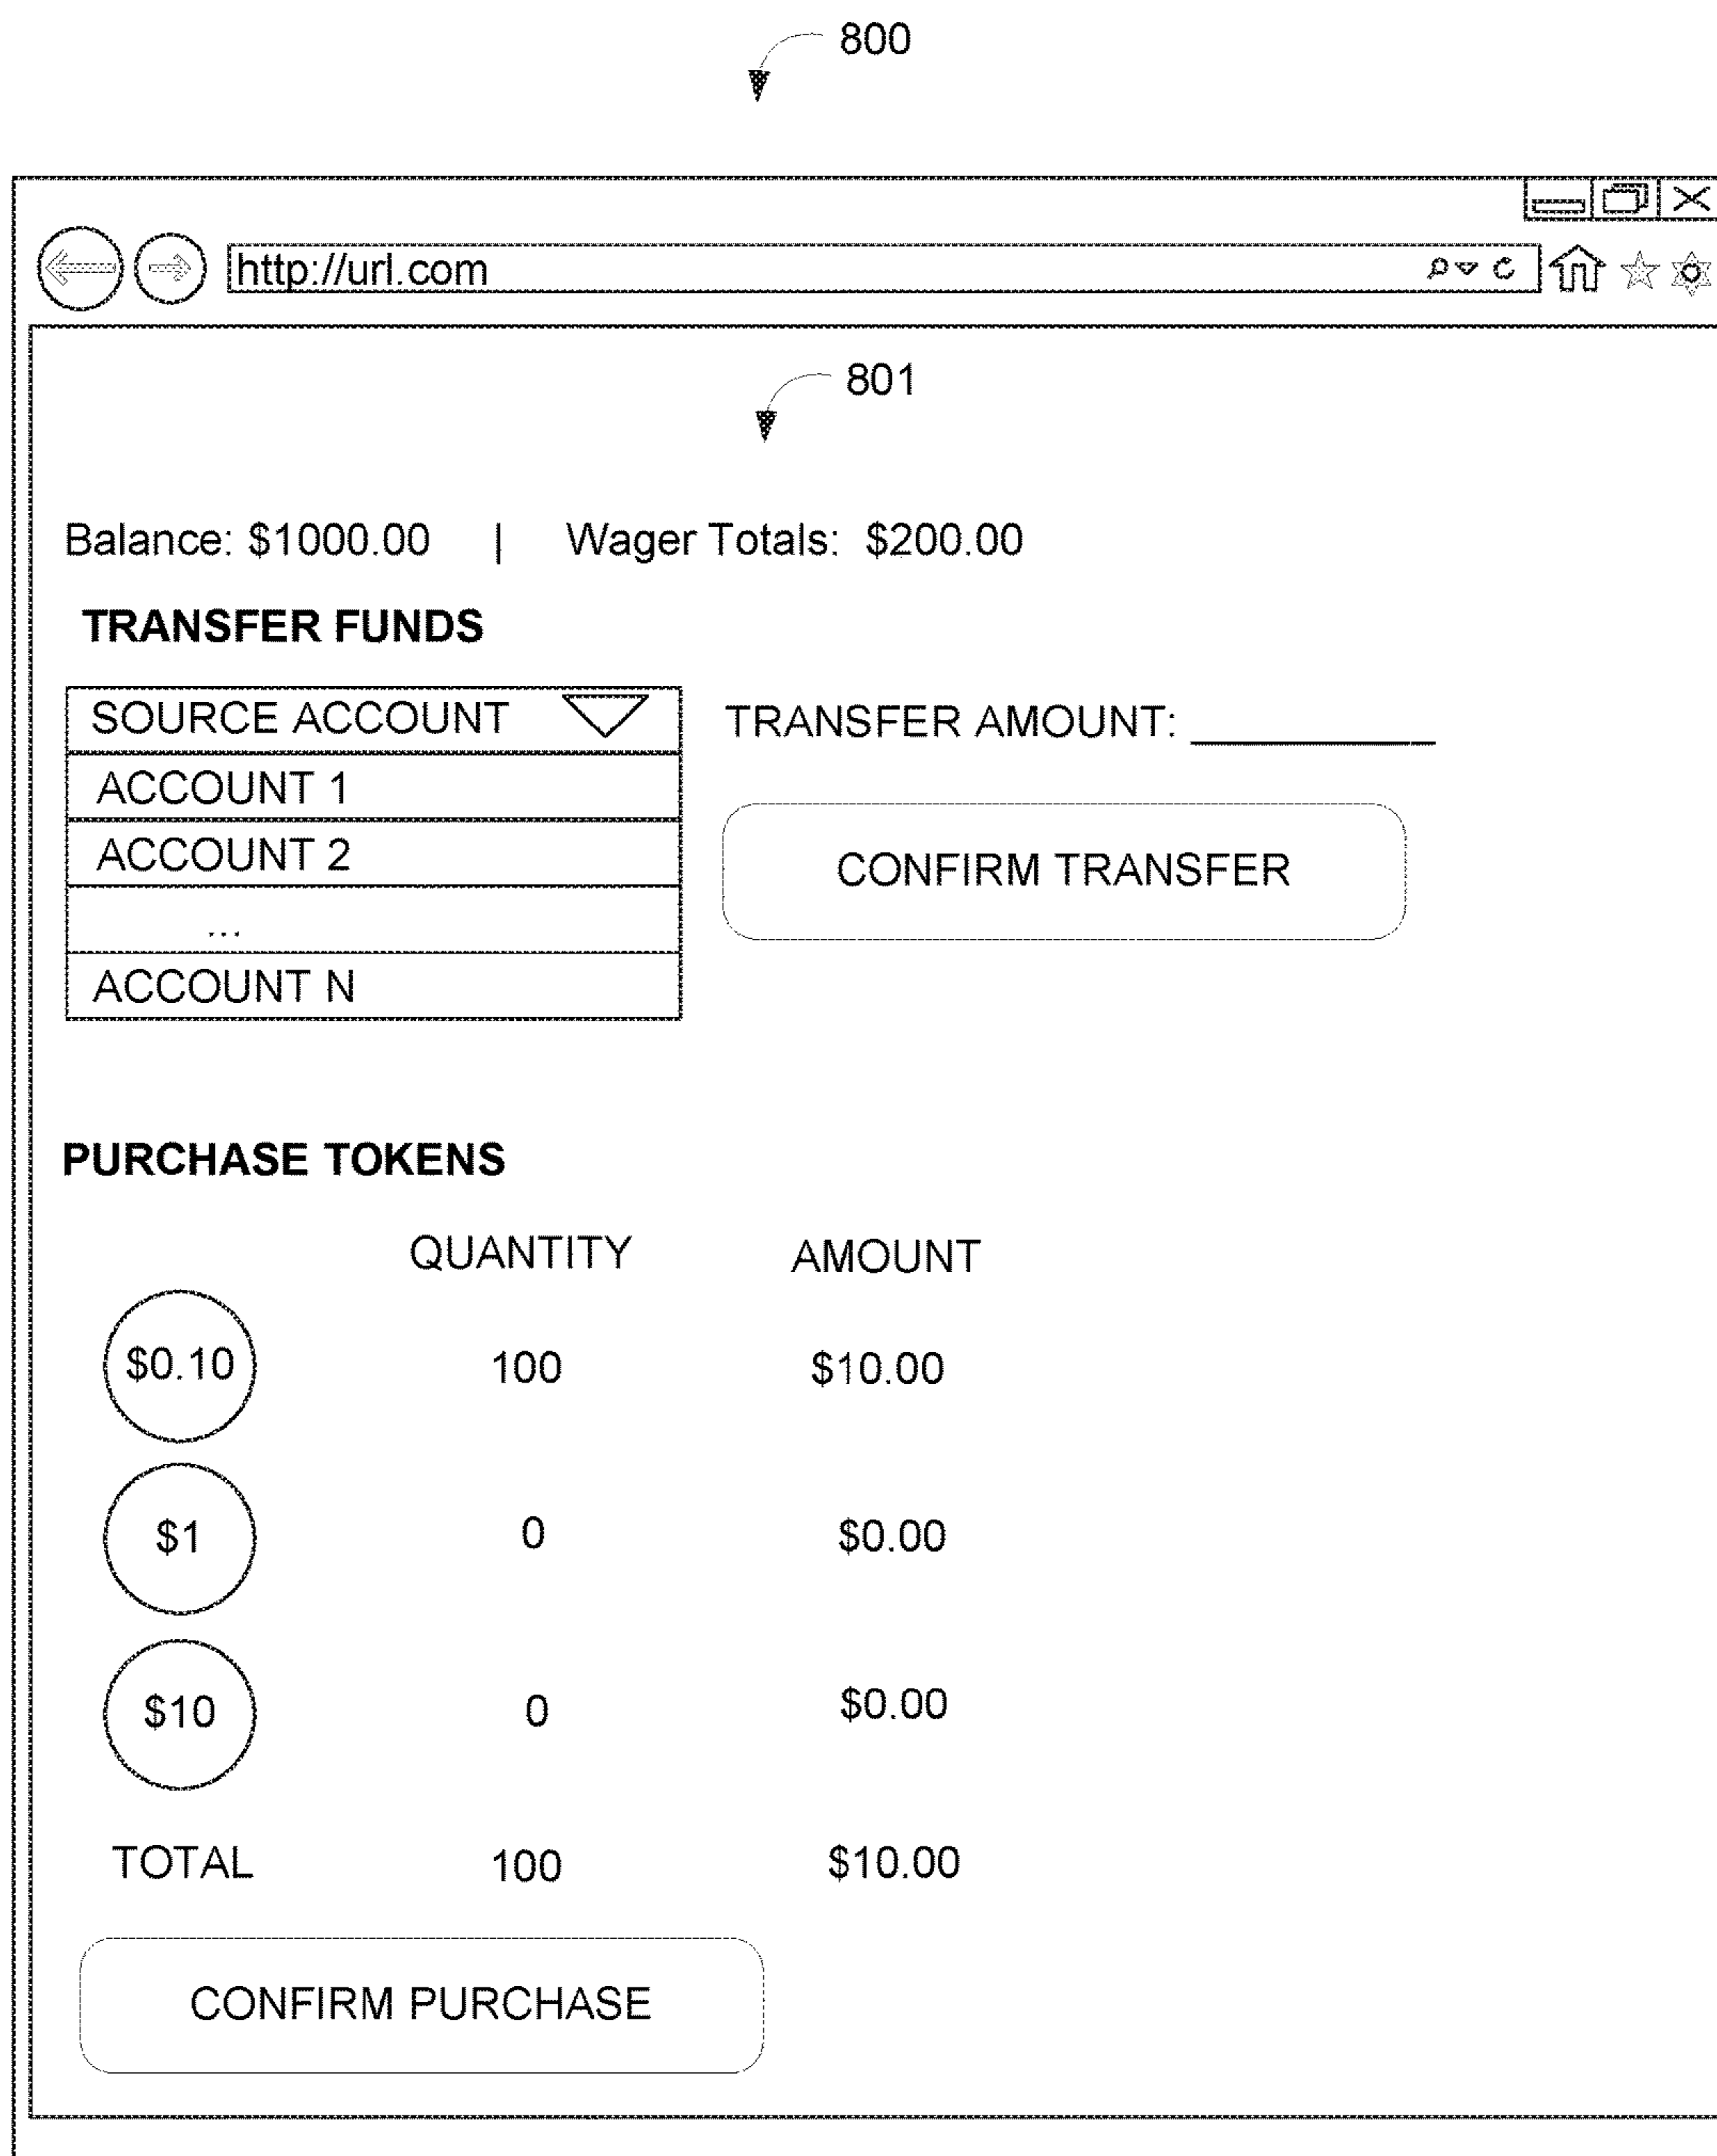 800
http://url.com
801
Balance: $1000.00 | Wager Totals: $200.00
TRANSFER FUNDS
SOURCE ACCOUNT
TRANSFER AMOUNT:
ACCOUNT 1
ACCOUNT 2
CONFIRM TRANSFER
...
ACCOUNT N
PURCHASE TOKENS
QUANTITY AMOUNT
$0.10 100 $10.00
$1 0 $0.00
$10 0 $0.00
TOTAL 100 $10.00
CONFIRM PURCHASE